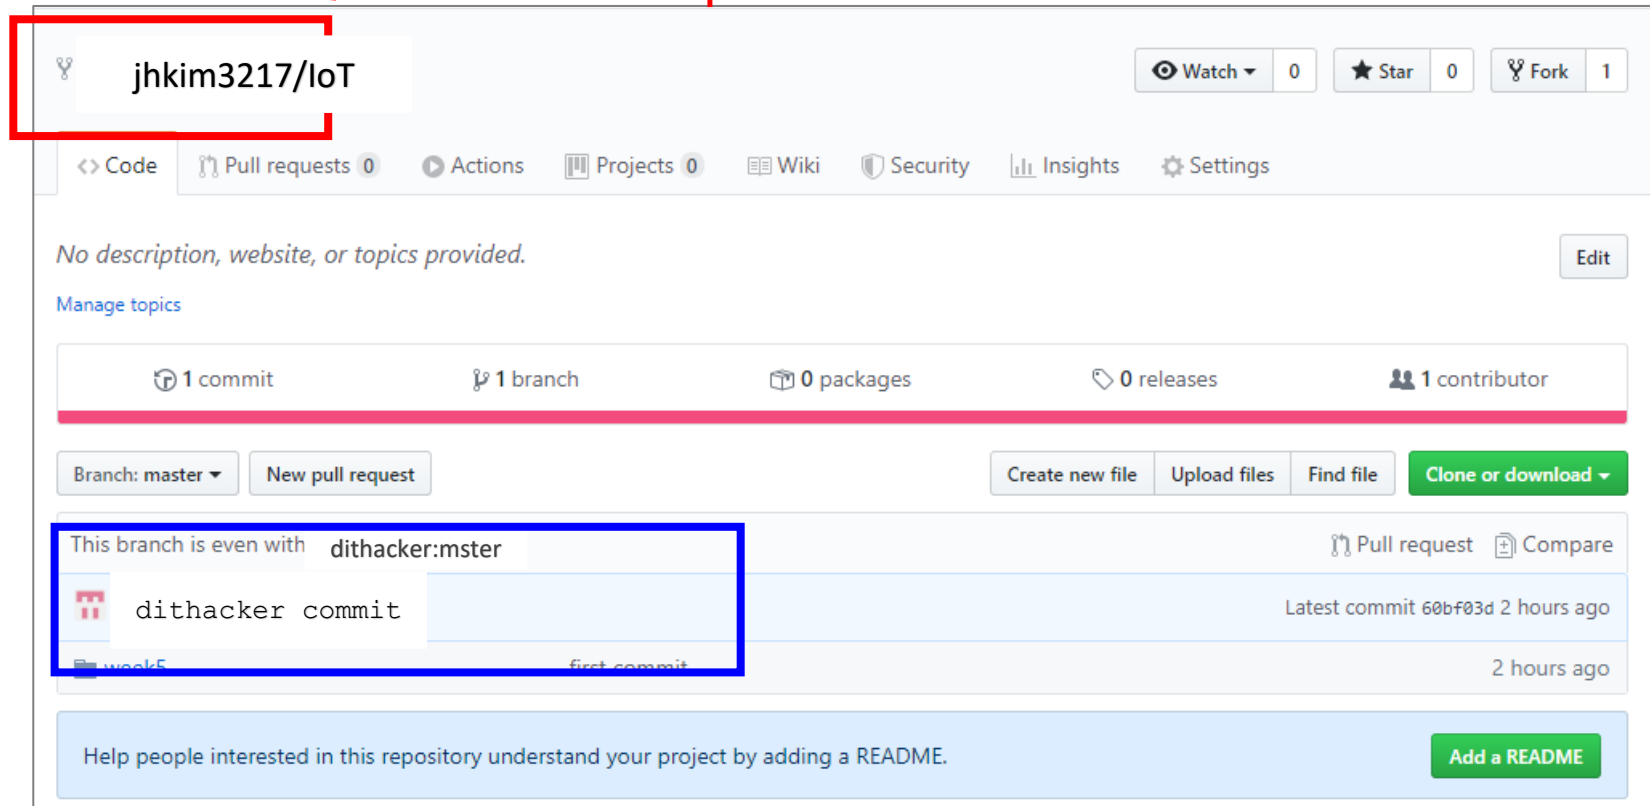 jhkim3217/IoT
Watch 0 Star 0 Fork 1
Code Pull requests 0 Actions Projects 0 Wiki Security Insights Settings
No description, website, or topics provided. Edit
Manage topics
1 commit 1 branch 0 packages 0 releases 1 contributor
Branch: master New pull request Create new file Upload files Find file Clone or download
This branch is even with dithacker:mster Pull request Compare
dithacker commit Latest commit 60bf03d 2 hours ago
week5 first commit 2 hours ago
Help people interested in this repository understand your project by adding a README. Add a README